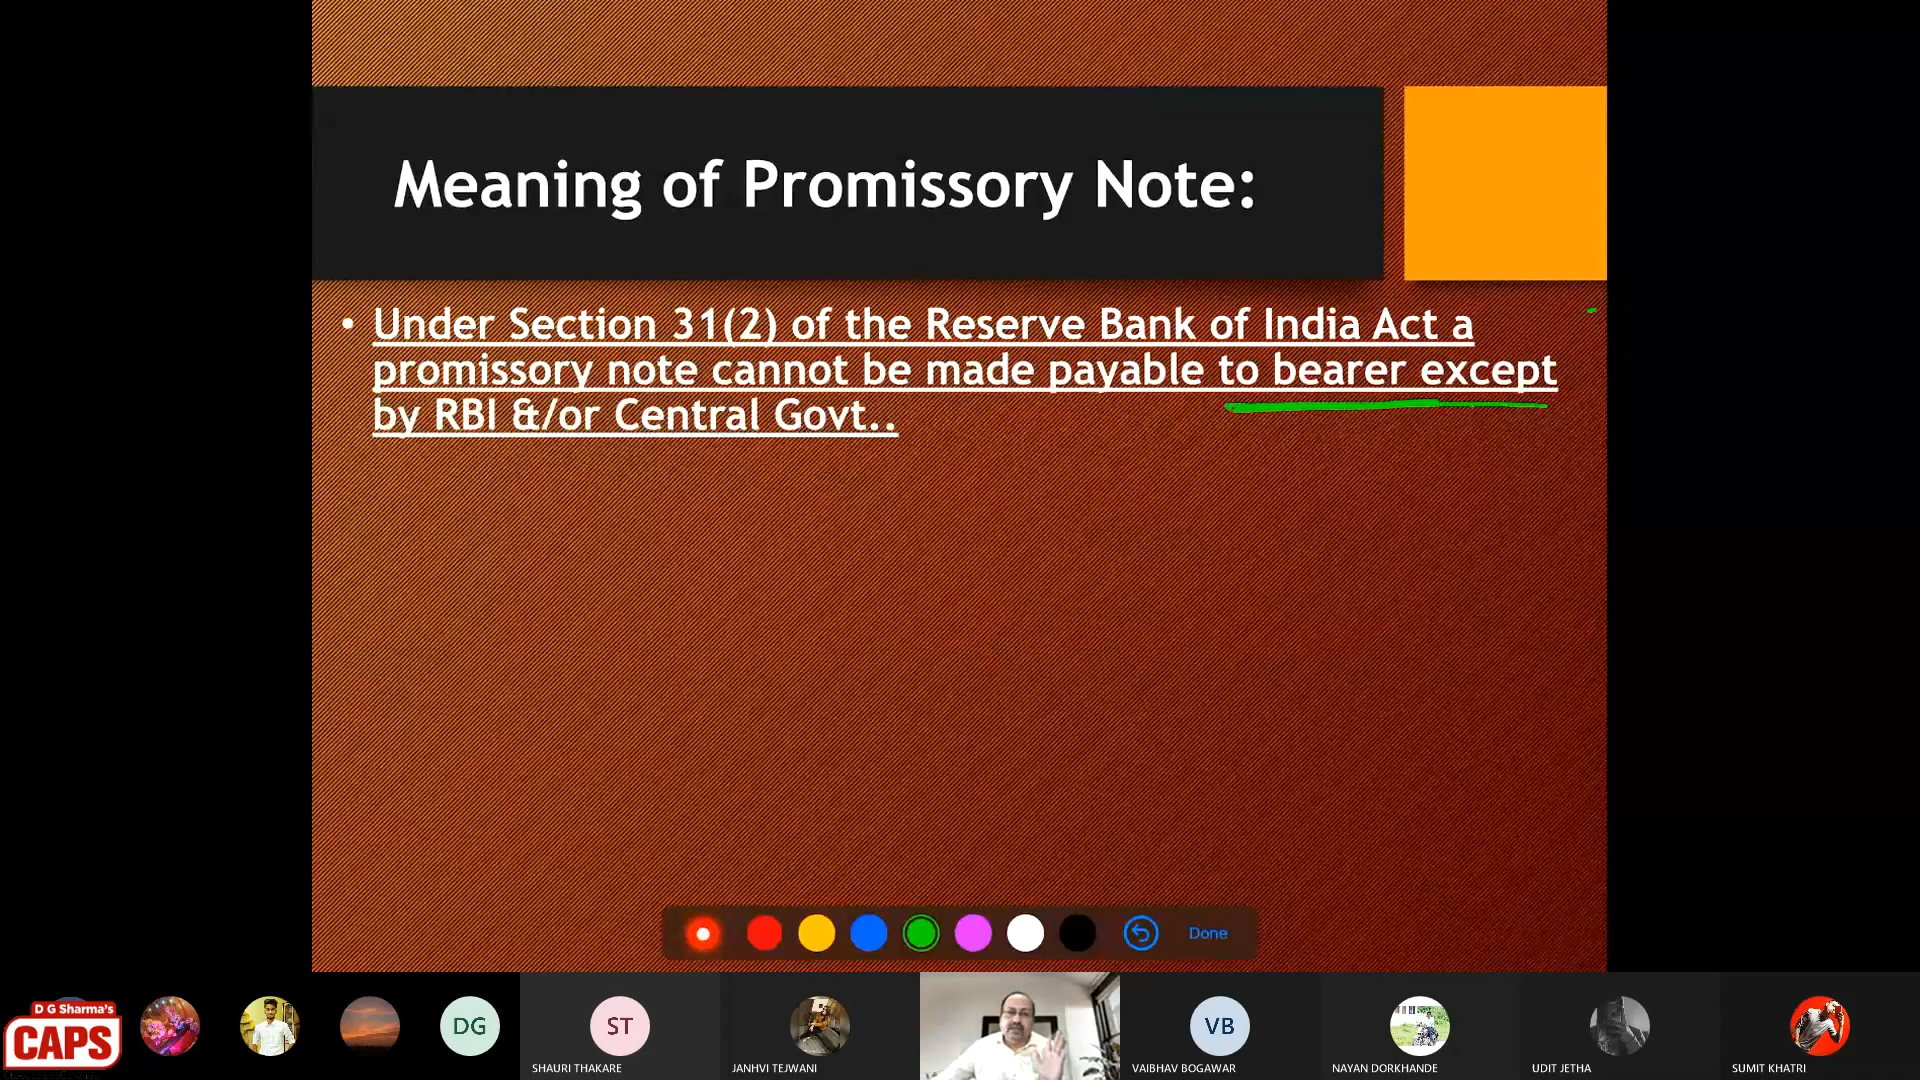 Meaning of Promissory Note:
• Under Section 31(2) of the Reserve Bank of India Act a
promissory note cannot be made payable to bearer except
by RBI &/or Central Govt..
Done
D G Sharma's
CAPS
DG
ST
VB
SHAURI THAKARE
JANHVI TEJWANI
VAIBHAV BOGAWAR
NAYAN DORKHANDE
UDIT JETHA
SUMIT KHATRI